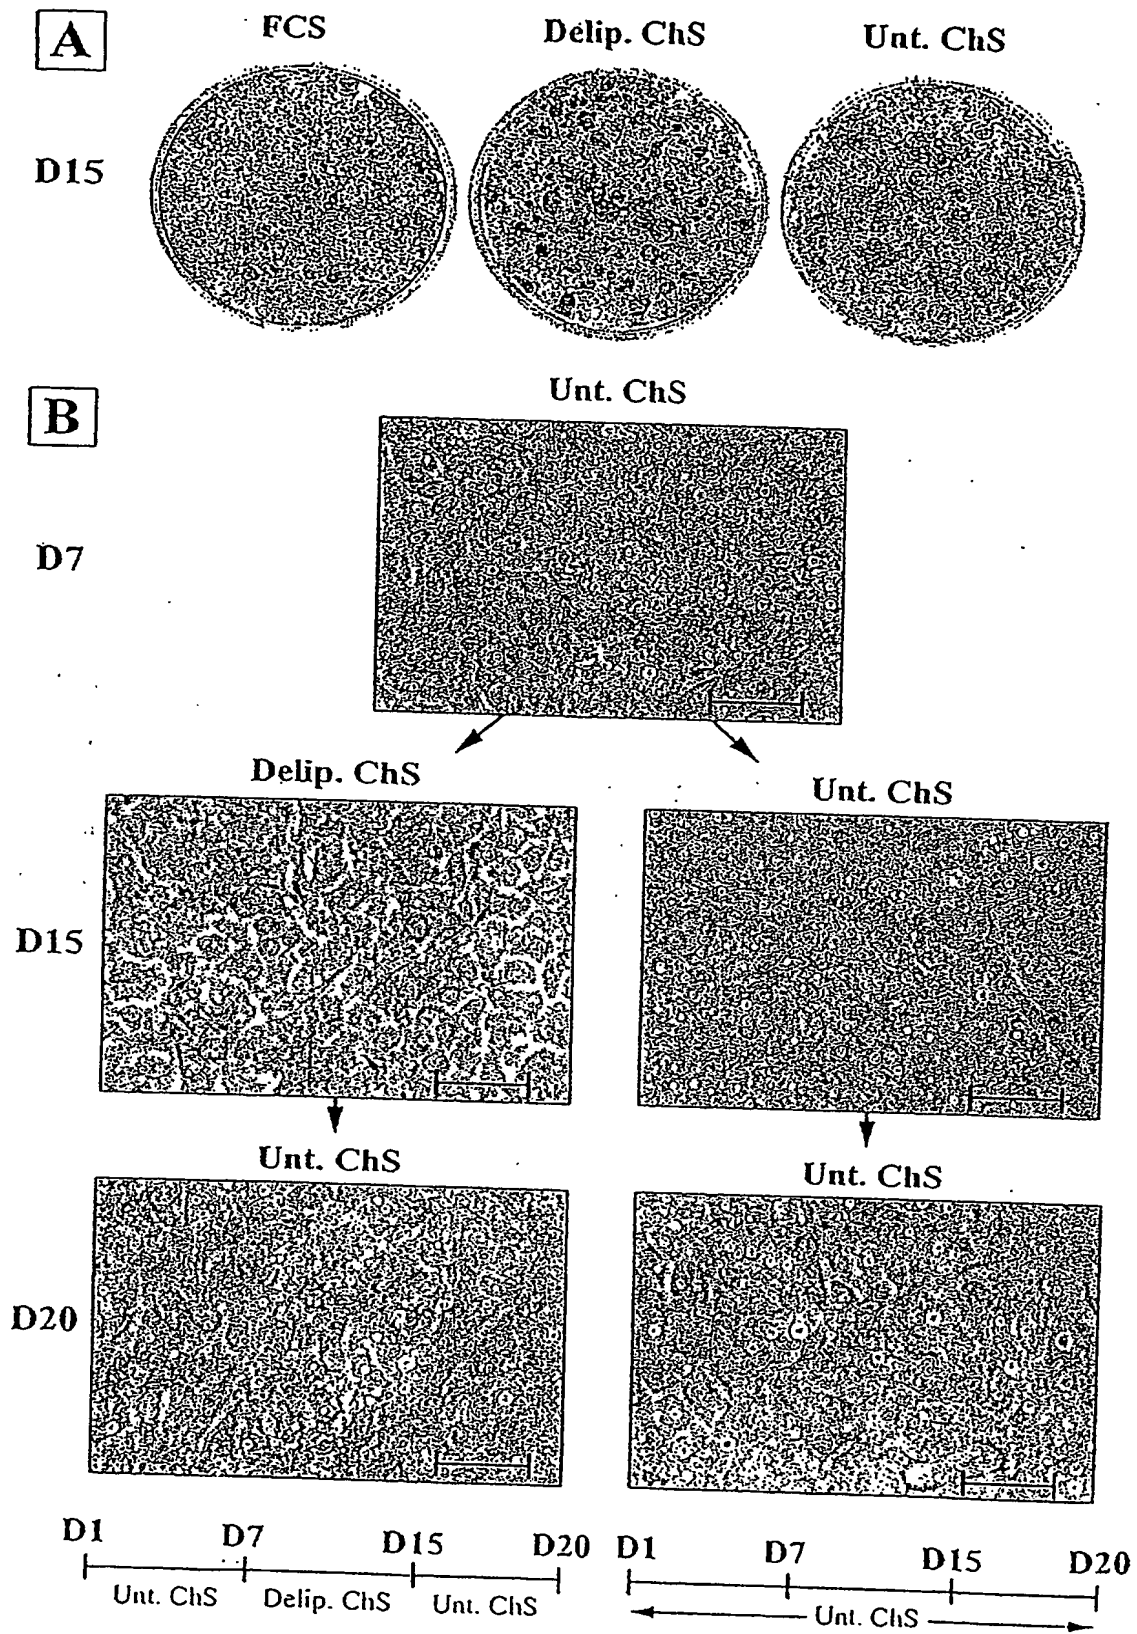 A
FCS
Delip. ChS
Unt. ChS
D15
B
Unt. ChS
D7
Delip. ChS
Unt. ChS
D15
Unt. ChS
Unt. ChS
D20
D1 D7 D15 D20
Unt. ChS Delip. ChS Unt. ChS
D1 D7 D15 D20
Unt. ChS